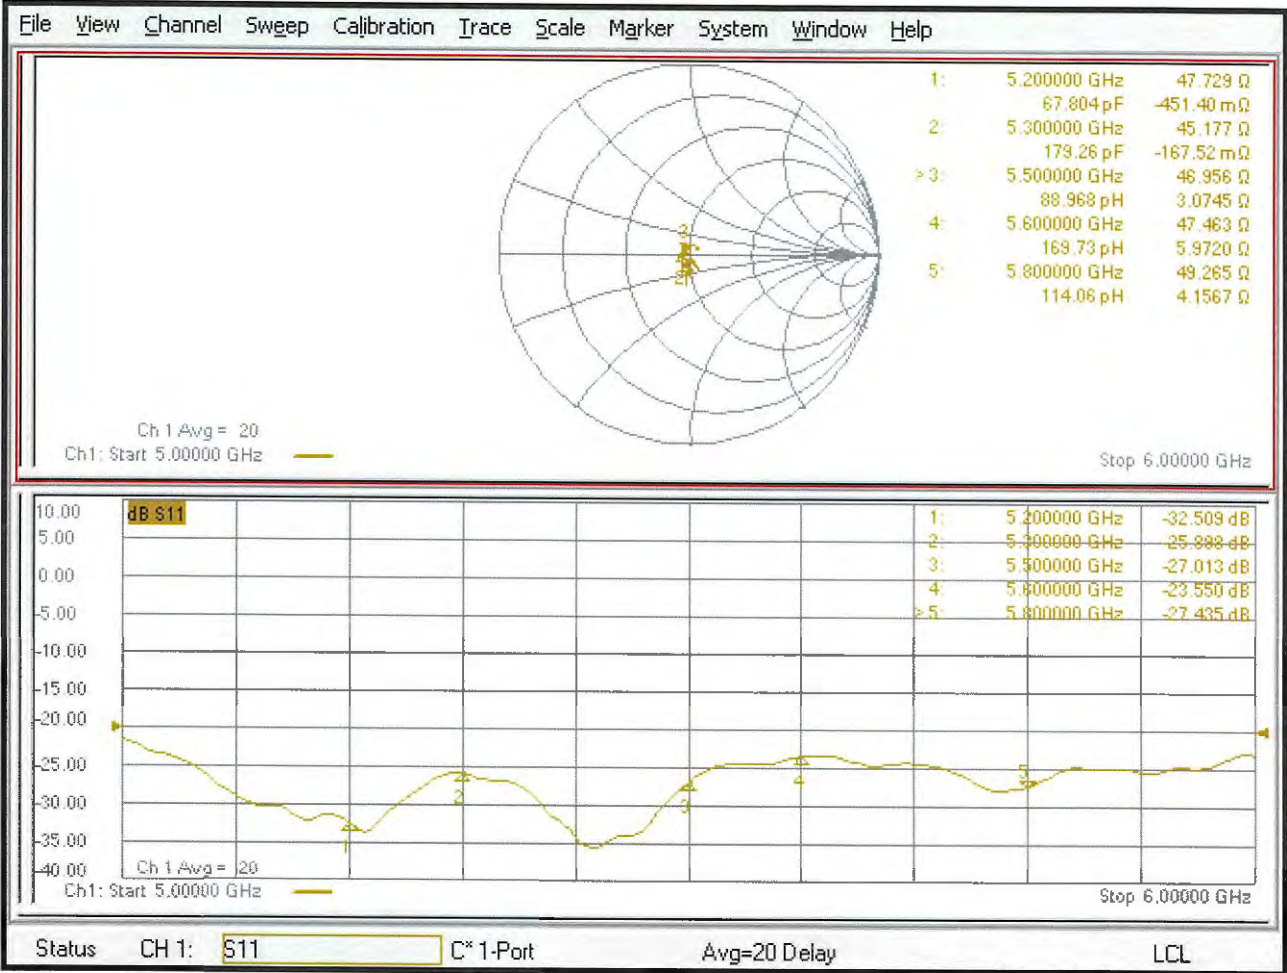 File View Channel Sweep Calibration Trace Scale Marker System Window Help
1: 5.200000 GHz 47.729 Ω
67.804 pF -451.40 mΩ
2: 5.300000 GHz 45.177 Ω
179.26 pF -167.52 mΩ
>3: 5.500000 GHz 46.956 Ω
88.968 pH 3.0745 Ω
4: 5.600000 GHz 47.463 Ω
169.73 pH 5.9720 Ω
5: 5.800000 GHz 49.265 Ω
114.06 pH 4.1567 Ω
3
2
Ch 1 Avg = 20
Ch1: Start 5.00000 GHz
Stop 6.00000 GHz
10.00
dB S11
5.00
0.00
-5.00
-10.00
-15.00
-20.00
-25.00
-30.00
-35.00
-40.00
1: 5.200000 GHz -32.509 dB
2: 5.300000 GHz -25.898 dB
3: 5.500000 GHz -27.013 dB
4: 5.600000 GHz -23.550 dB
>5: 5.800000 GHz -27.435 dB
1
2
3
4
5
Ch 1 Avg = 20
Ch1: Start 5.00000 GHz
Stop 6.00000 GHz
Status CH 1: S11 C* 1-Port Avg=20 Delay LCL